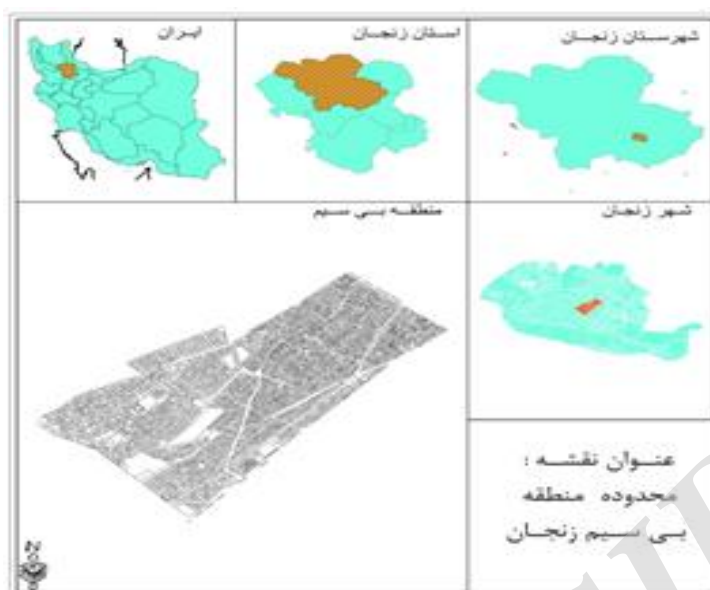 شهرستان زنجان
استان زنجان
ایران
شهر زنجان
منطقه بی سیم
عنوان نقشه :
محدوده منطقه
بی سیم زنجان